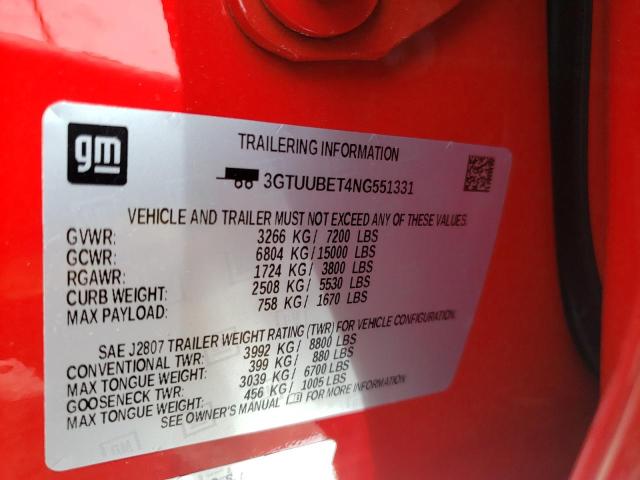 gm
TRAILERING INFORMATION
3GTUUBET4NG551331
VEHICLE AND TRAILER MUST NOT EXCEED ANY OF THESE VALUES.
GVWR: 3266 KG/ 7200 LBS
GCWR: 6804 KG/15000 LBS
RGAWR: 1724 KG/ 3800 LBS
CURB WEIGHT: 2508 KG/ 5530 LBS
MAX PAYLOAD: 758 KG/ 1670 LBS
SAE J2807 TRAILER WEIGHT RATING (TWR) FOR VEHICLE CONFIGURATION.
CONVENTIONAL TWR: 3992 KG/ 8800 LBS
MAX TONGUE WEIGHT: 399 KG/ 880 LBS
GOOSENECK TWR: 3039 KG/ 6700 LBS
MAX TONGUE WEIGHT: 456 KG/ 1005 LBS
SEE OWNER'S MANUAL FOR MORE INFORMATION